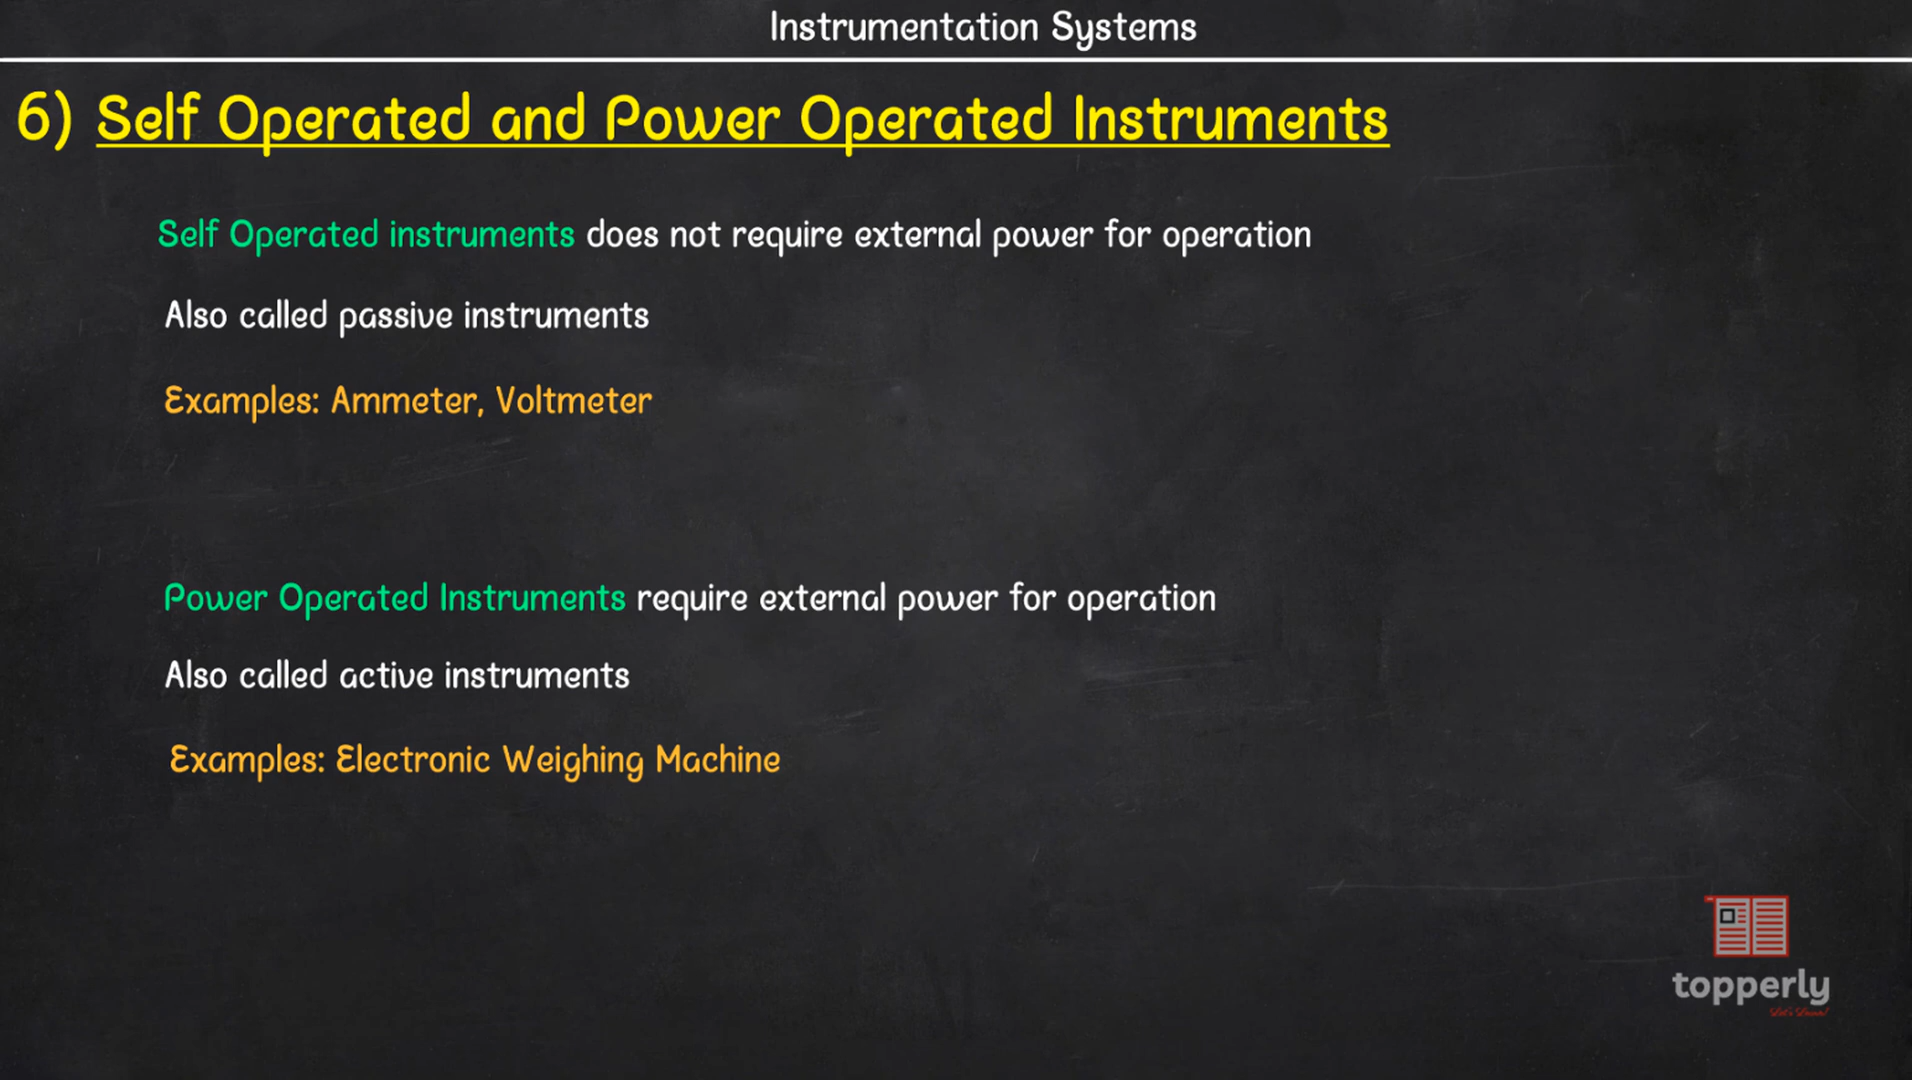 Instrumentation Systems
6) Self Operated and Power Operated Instruments
Self Operated instruments does not require external power for operation
Also called passive instruments
Examples: Ammeter, Voltmeter
Power Operated Instruments require external power for operation
Also called active instruments
Examples: Electronic Weighing Machine
topperly
Let's Learn!